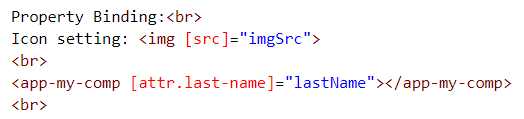 Property Binding:<br>
Icon setting: <img [src]="imgSrc">
<br>
<app-my-comp [attr.last-name]="lastName"></app-my-comp>
<br>